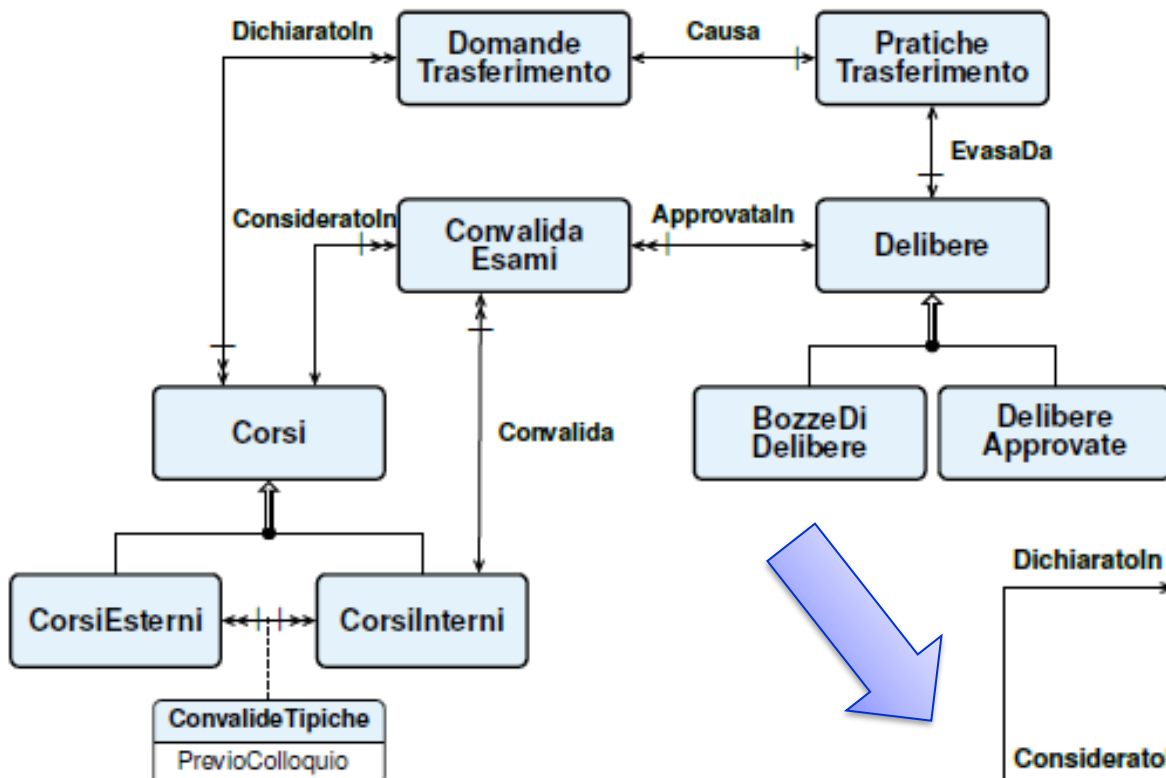 DichiaratoIn
Domande
Trasferimento
Causa
Pratiche
Trasferimento
EvasaDa
ConsideratoIn
Convalida
Esami
ApprovataIn
Delibere
Corsi
Convalida
BozzeDi
Delibere
Delibere
Approvate
CorsiEsterni
CorsiInterni
DichiaratoIn
ConvalideTipiche
PrevioColloquio
Considerato